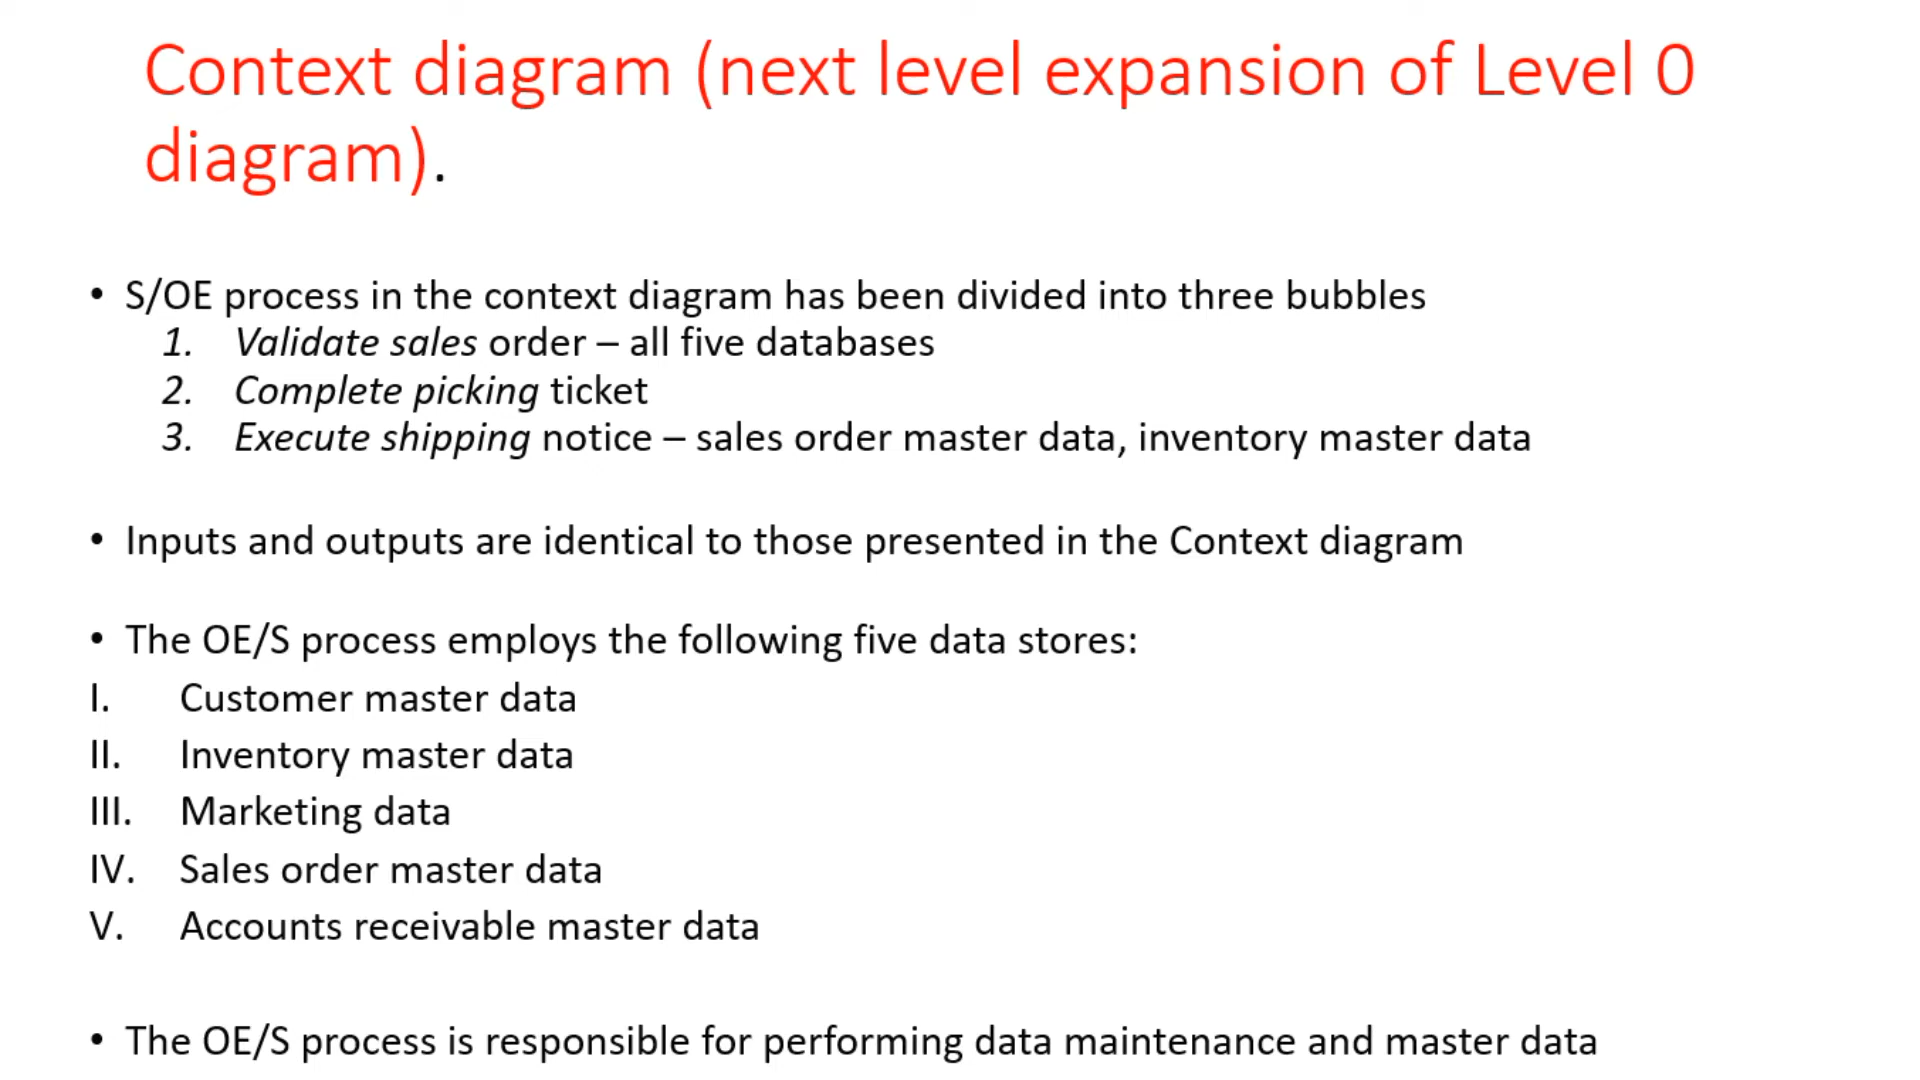 Context diagram (next level expansion of Level 0
diagram).
• S/OE process in the context diagram has been divided into three bubbles
1. Validate sales order – all five databases
2. Complete picking ticket
3. Execute shipping notice – sales order master data, inventory master data
• Inputs and outputs are identical to those presented in the Context diagram
• The OE/S process employs the following five data stores:
I. Customer master data
II. Inventory master data
III. Marketing data
IV. Sales order master data
V. Accounts receivable master data
• The OE/S process is responsible for performing data maintenance and master data